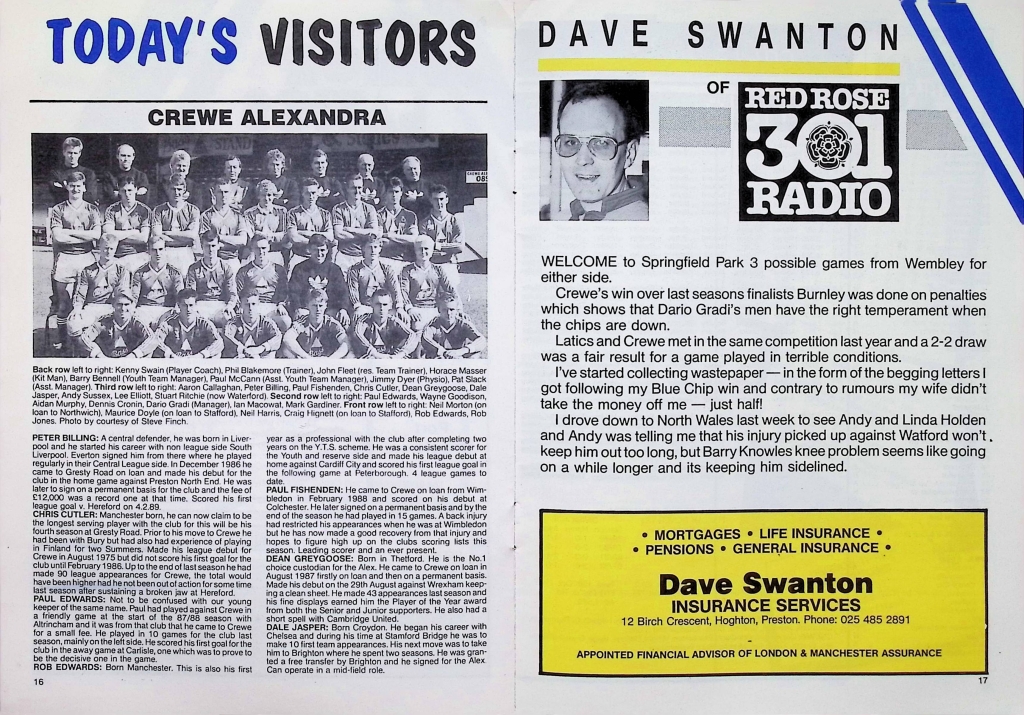 TODAY'S VISITORS
CREWE ALEXANDRA
Back row left to right: Kenny Swain (Player Coach), Phil Blakemore (Trainer), John Fleet (res. Team Trainer), Horace Masser
(Kit Man), Barry Bennell (Youth Team Manager), Paul McCann (Asst. Youth Team Manager), Jimmy Dyer (Physio), Pat Slack
(Asst. Manager). Third row left to right: Aaron Callaghan, Peter Billing, Paul Fishenden, Chris Cutler, Dean Greygoose, Dale
Jasper, Andy Sussex, Lee Elliott, Stuart Ritchie (now Waterford). Second row left to right: Paul Edwards, Wayne Goodison,
Aidan Murphy, Dennis Cronin, Dario Gradi (Manager), Ian Macowat, Mark Gardiner. Front row left to right: Neil Morton (on
loan to Northwich), Maurice Doyle (on loan to Stafford), Neil Harris, Craig Hignett (on loan to Stafford), Rob Edwards, Rob
Jones. Photo by courtesy of Steve Finch.
PETER BILLING: A central defender, he was born in Liver-
pool and he started his career with non league side South
Liverpool. Everton signed him from there where he played
regularly in their Central League side. In December 1986 he
came to Gresty Road on loan and made his debut for the
club in the home game against Preston North End. He was
later to sign on a permanent basis for the club and the fee of
£12,000 was a record one at that time. Scored his first
league goal v. Hereford on 4.2.89.
CHRIS CUTLER: Manchester born, he can now claim to be
the longest serving player with the club for this will be his
fourth season at Gresty Road. Prior to his move to Crewe he
had been with Bury but had also had experience of playing
in Finland for two Summers. Made his league debut for
Crewe in August 1975 but did not score his first goal for the
club until February 1986. Up to the end of last season he had
made 90 league appearances for Crewe, the total would
have been higher had he not been out of action for some time
last season after sustaining a broken jaw at Hereford.
PAUL EDWARDS: Not to be confused with our young
keeper of the same name. Paul had played against Crewe in
a friendly game at the start of the 87/88 season with
Altrincham and it was from that club that he came to Crewe
for a small fee. He played in 10 games for the club last
season, mainly on the left side. He scored his first goal for the
club in the away game at Carlisle, one which was to prove to
be the decisive one in the game.
ROB EDWARDS: Born Manchester. This is also his first
year as a professional with the club after completing two
years on the Y.T.S. scheme. He was a consistent scorer for
the Youth and reserve side and made his league debut at
home against Cardiff City and scored his first league goal in
the following game at Peterborough. 4 league games to
date.
PAUL FISHENDEN: He came to Crewe on loan from Wim-
bledon in February 1988 and scored on his debut at
Colchester. He later signed on a permanent basis and by the
end of the season he had played in 15 games. A back injury
had restricted his appearances when he was at Wimbledon
but he has now made a good recovery from that injury and
hopes to figure high up on the clubs scoring lists this
season. Leading scorer and an ever present.
DEAN GREYGOOSE: Born in Thetford. He is the No.1
choice custodian for the Alex. He came to Crewe on loan in
August 1987 firstly on loan and then on a permanent basis.
Made his debut on the 29th August against Wrexham keep-
ing a clean sheet. He made 43 appearances last season and
his fine displays earned him the Player of the Year award
from both the Senior and Junior supporters. He also had a
short spell with Cambridge United.
DALE JASPER: Born Croydon. He began his career with
Chelsea and during his time at Stamford Bridge he was to
make 10 first team appearances. His next move was to take
him to Brighton where he spent two seasons. He was gran-
ted a free transfer by Brighton and he signed for the Alex.
Can operate in a mid-field role.
16
DAVE SWANTON
OF
RED ROSE
301
RADIO
WELCOME to Springfield Park 3 possible games from Wembley for
either side.
Crewe's win over last seasons finalists Burnley was done on penalties
which shows that Dario Gradi's men have the right temperament when
the chips are down.
Latics and Crewe met in the same competition last year and a 2-2 draw
was a fair result for a game played in terrible conditions.
I've started collecting wastepaper — in the form of the begging letters I
got following my Blue Chip win and contrary to rumours my wife didn't
take the money off me — just half!
I drove down to North Wales last week to see Andy and Linda Holden
and Andy was telling me that his injury picked up against Watford won't
keep him out too long, but Barry Knowles knee problem seems like going
on a while longer and its keeping him sidelined.
• MORTGAGES • LIFE INSURANCE •
• PENSIONS • GENERAL INSURANCE •
Dave Swanton
INSURANCE SERVICES
12 Birch Crescent, Hoghton, Preston. Phone: 025 485 2891
APPOINTED FINANCIAL ADVISOR OF LONDON & MANCHESTER ASSURANCE
17